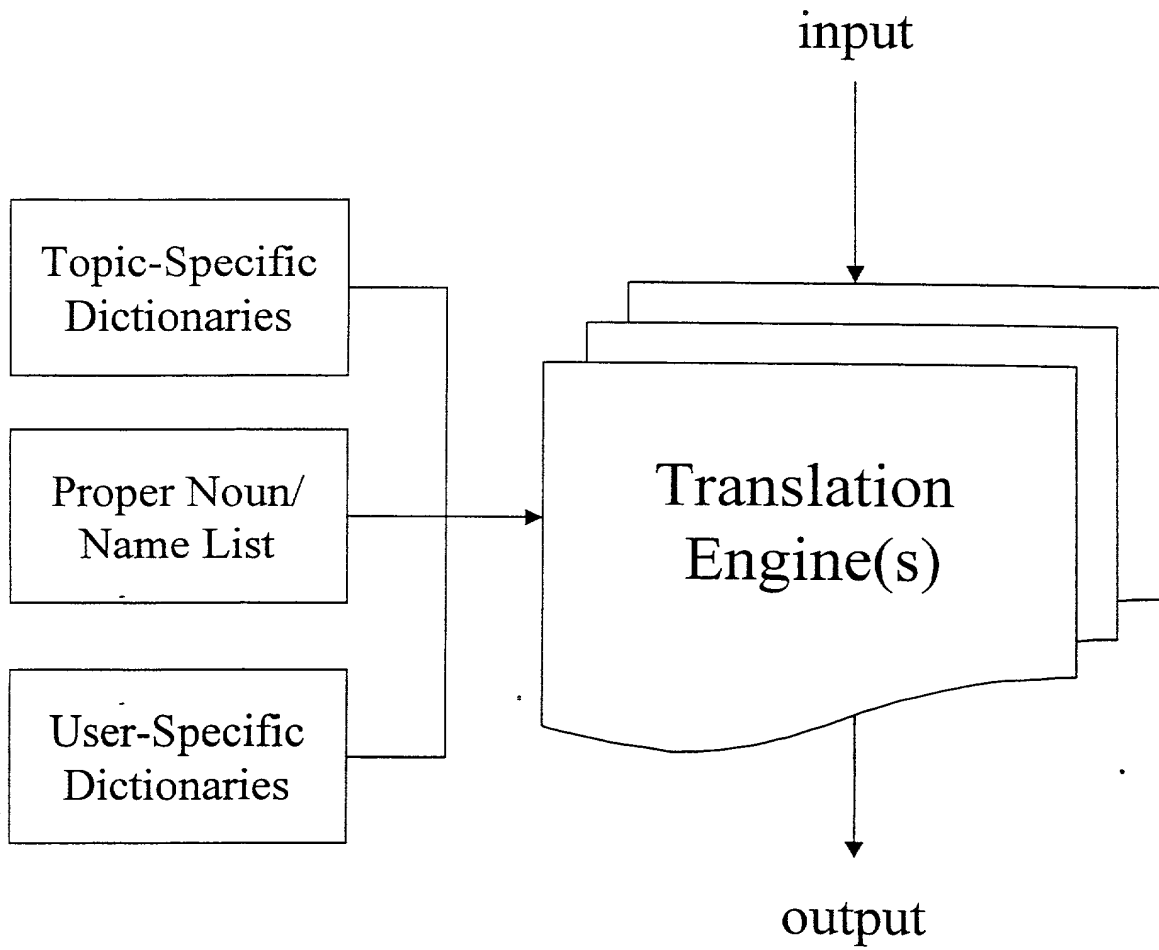 input
Topic-Specific
Dictionaries
Proper Noun/
Name List
User-Specific
Dictionaries
Translation
Engine(s)
output